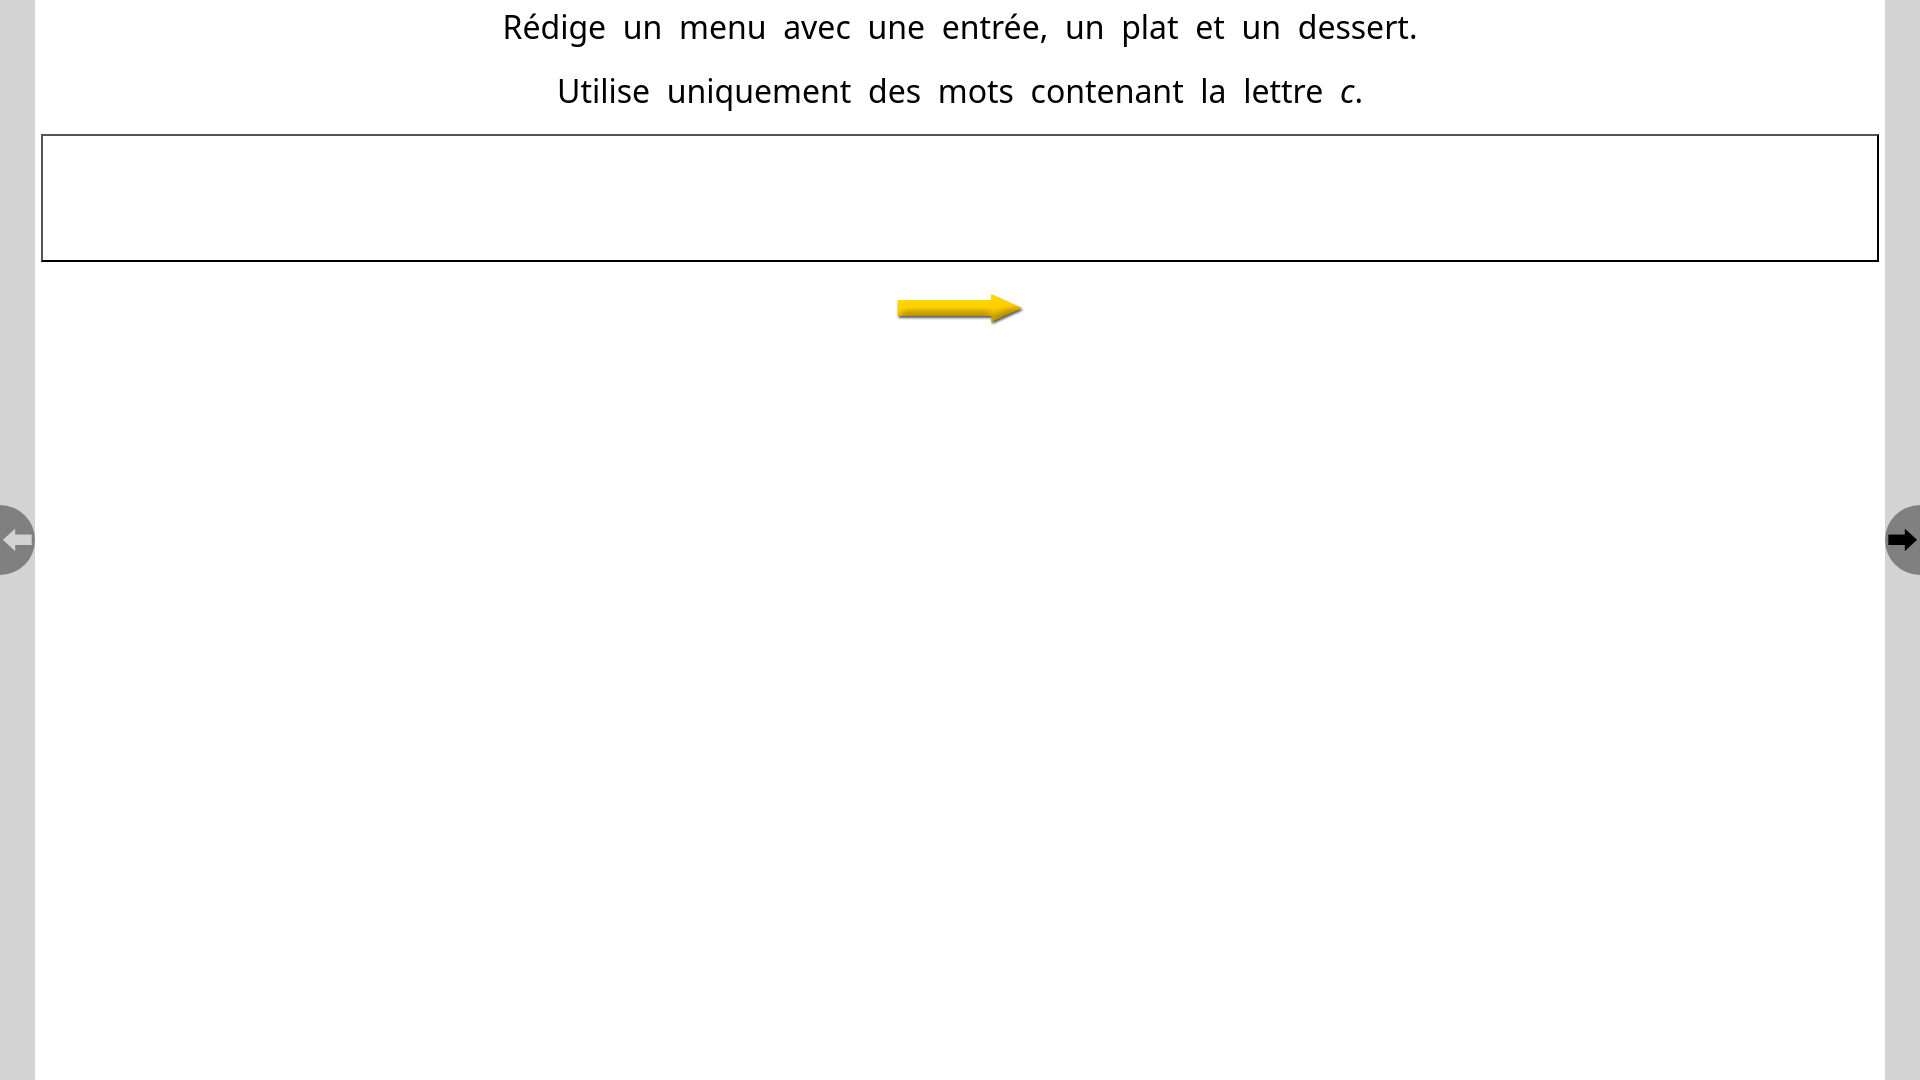 Rédige un menu avec une entrée, un plat et un dessert.
Utilise uniquement des mots contenant la lettre c.